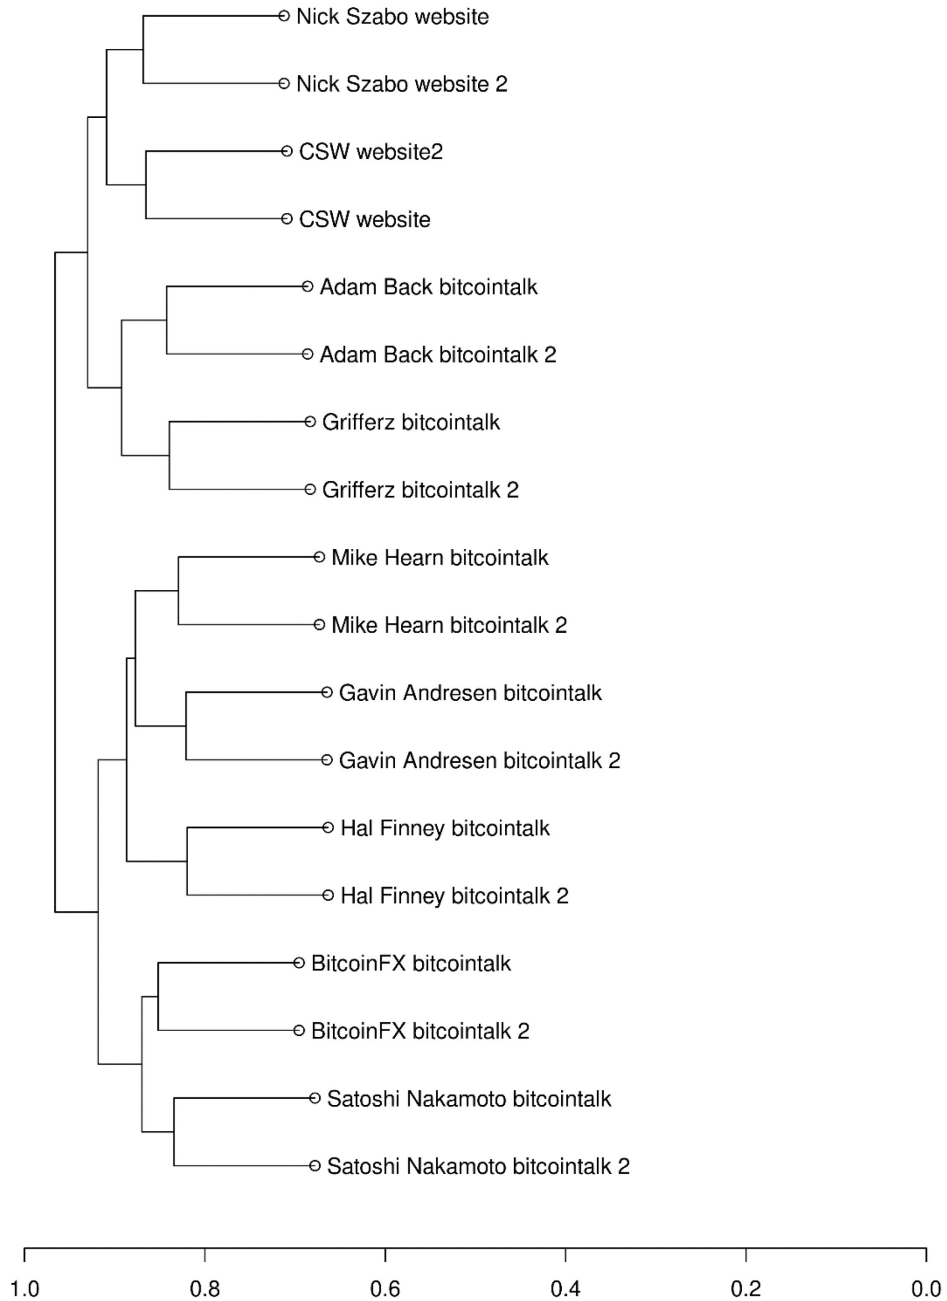 Nick Szabo website
Nick Szabo website 2
CSW website2
CSW website
Adam Back bitcointalk
Adam Back bitcointalk 2
Grifferz bitcointalk
Grifferz bitcointalk 2
Mike Hearn bitcointalk
Mike Hearn bitcointalk 2
Gavin Andresen bitcointalk
Gavin Andresen bitcointalk 2
Hal Finney bitcointalk
Hal Finney bitcointalk 2
BitcoinFX bitcointalk
BitcoinFX bitcointalk 2
Satoshi Nakamoto bitcointalk
Satoshi Nakamoto bitcointalk 2
1.0 0.8 0.6 0.4 0.2 0.0